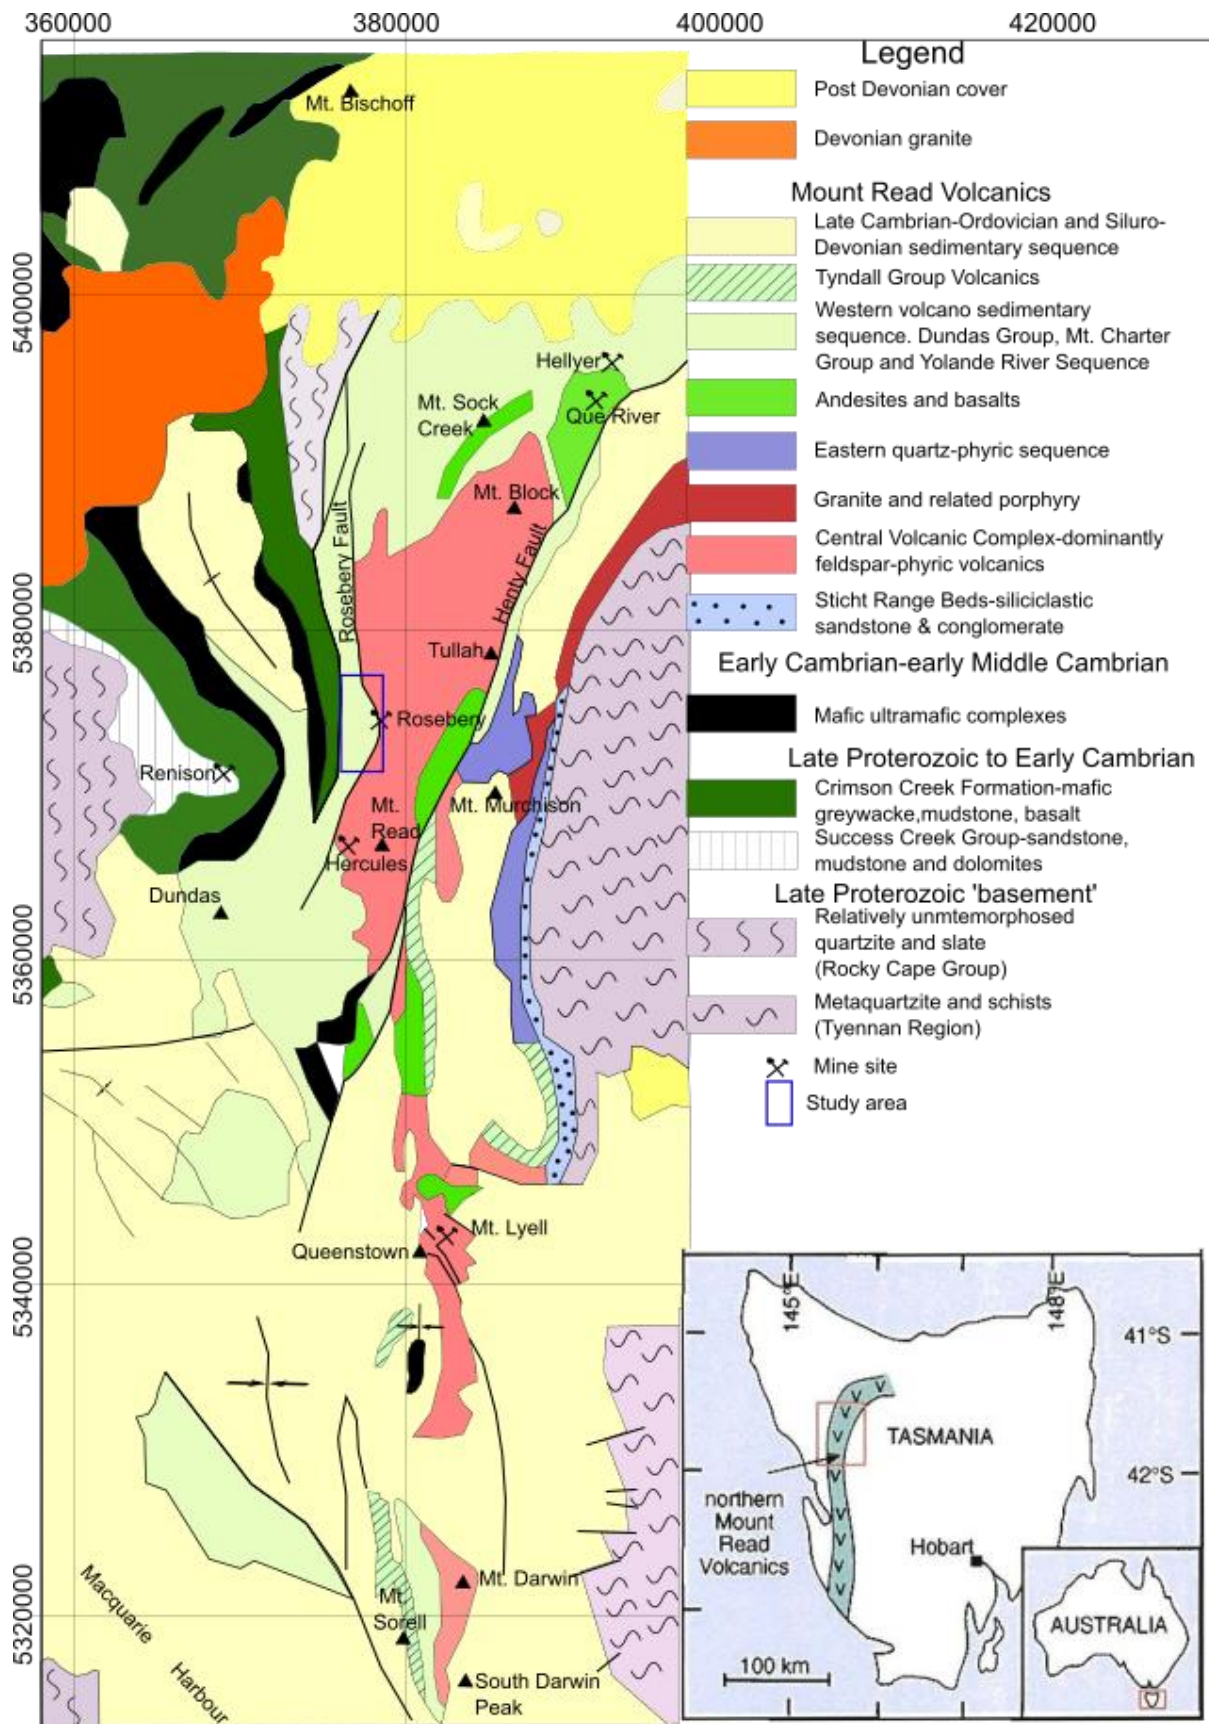 360000
380000
400000
420000
Legend
Post Devonian cover
Devonian granite
Mount Read Volcanics
Late Cambrian-Ordovician and Siluro-
Devonian sedimentary sequence
Tyndall Group Volcanics
Western volcano sedimentary
sequence. Dundas Group, Mt. Charter
Group and Yolande River Sequence
Andesites and basalts
Eastern quartz-phyric sequence
Granite and related porphyry
Central Volcanic Complex-dominantly
feldspar-phyric volcanics
Sticht Range Beds-siliciclastic
sandstone & conglomerate
Early Cambrian-early Middle Cambrian
Mafic ultramafic complexes
Late Proterozoic to Early Cambrian
Crimson Creek Formation-mafic
greywacke,mudstone, basalt
Success Creek Group-sandstone,
mudstone and dolomites
Late Proterozoic 'basement'
Relatively unmtemorphosed
quartzite and slate
(Rocky Cape Group)
Metaquartzite and schists
(Tyennan Region)
Mine site
Study area
5400000
5380000
5360000
5340000
5320000
Mt. Bischoff
Hellyer
Mt. Sock
Creek
Que River
Mt. Block
Rosebery Fault
Henty Fault
Tullah
Rosebery
Renison
Mt.
Read
Mt. Murchison
Hercules
Dundas
Mt. Lyell
Queenstown
Mt. Darwin
Mt.
Sorell
South Darwin
Peak
Macquarie
Harbour
145°E
148°E
41°S
42°S
TASMANIA
northern
Mount
Read
Volcanics
Hobart
100 km
AUSTRALIA